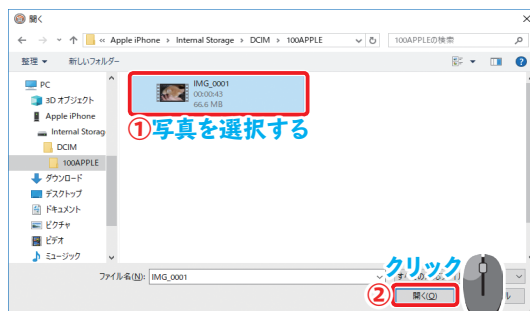 開く
« Apple iPhone › Internal Storage › DCIM › 100APPLE
100APPLEの検索
整理 新しいフォルダー
PC
3D オブジェクト
Apple iPhone
Internal Storag
DCIM
100APPLE
ダウンロード
デスクトップ
ドキュメント
ピクチャ
ビデオ
ミュージック
IMG_0001
00:00:43
66.6 MB
①写真を選択する
ファイル名(N): IMG_0001
クリック
② 開く(O)